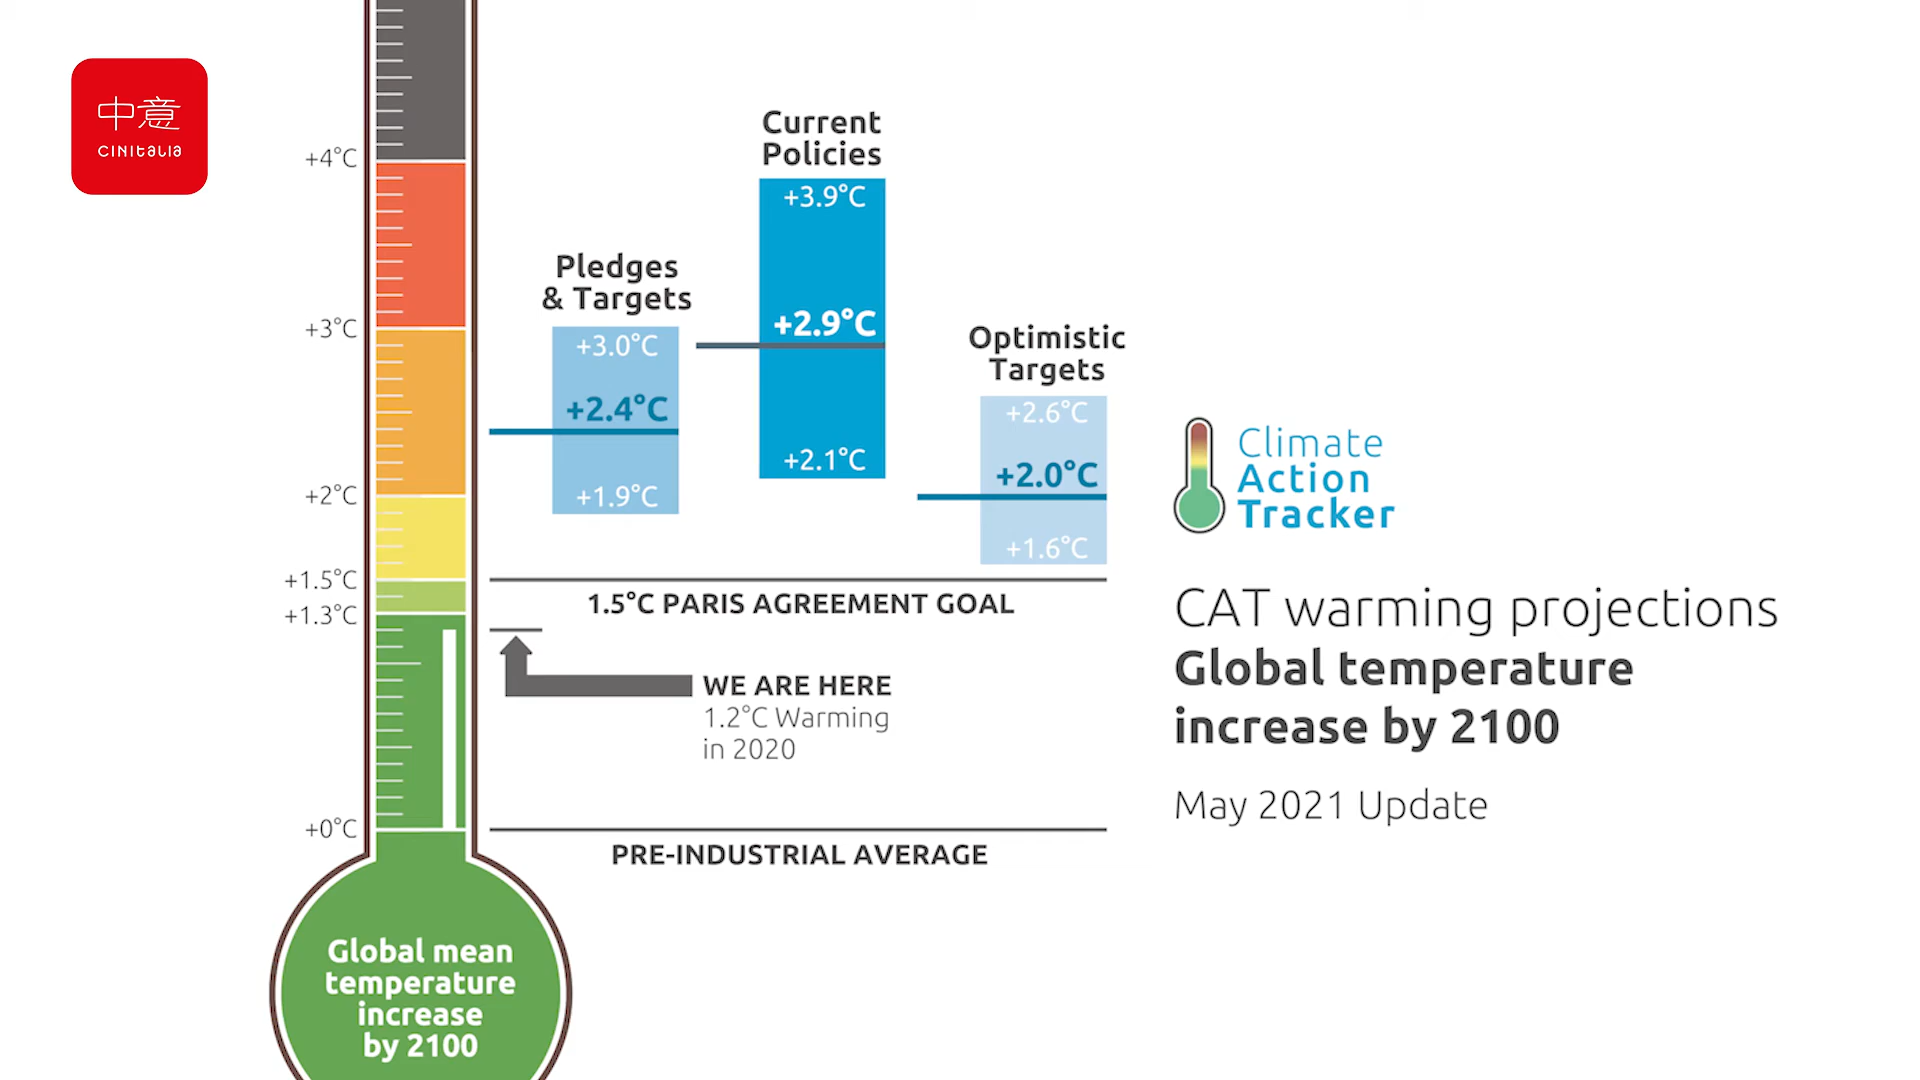 中意
CINITALIA
+4°C
+3°C
+2°C
+1.5°C
+1.3°C
+0°C
Global mean
temperature
increase
by 2100
Pledges
& Targets
+3.0°C
+2.4°C
+1.9°C
Current
Policies
+3.9°C
+2.9°C
+2.1°C
Optimistic
Targets
+2.6°C
+2.0°C
+1.6°C
1.5°C PARIS AGREEMENT GOAL
WE ARE HERE
1.2°C Warming
in 2020
PRE-INDUSTRIAL AVERAGE
Climate
Action
Tracker
CAT warming projections
Global temperature
increase by 2100
May 2021 Update